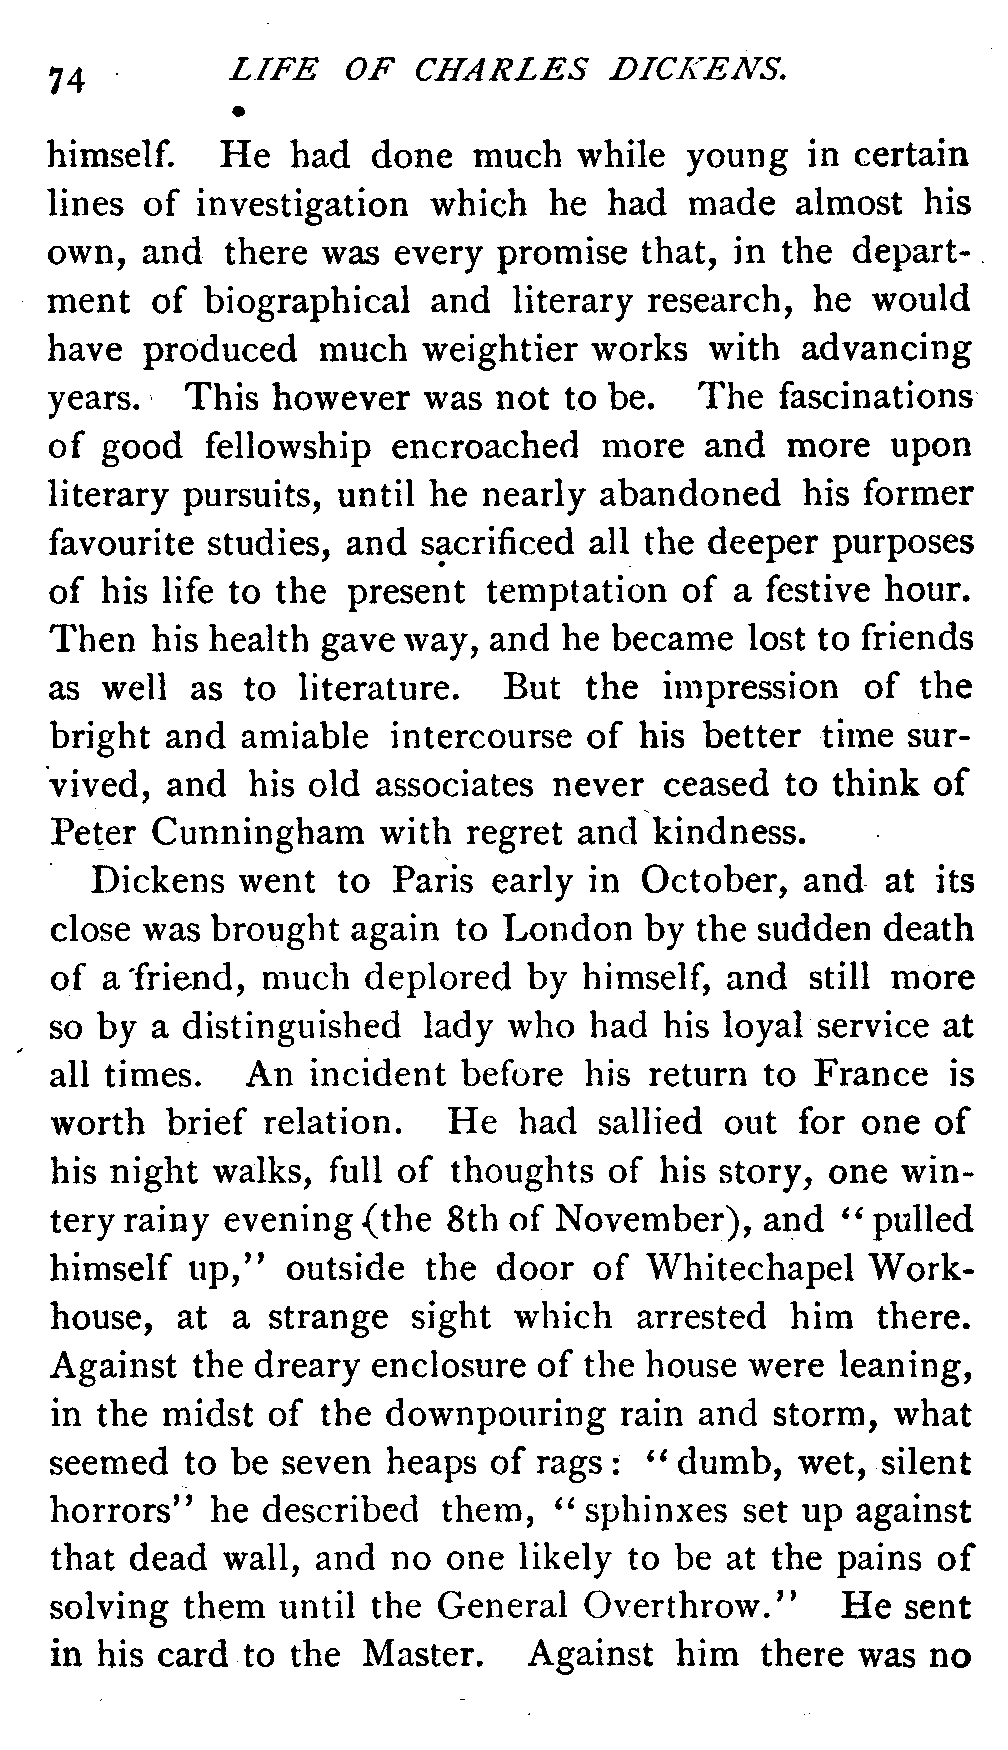 74 LIFE OF CHARLES DICKENS.
himself. He had done much while young in certain
lines of investigation which he had made almost his
own, and there was every promise that, in the depart-
ment of biographical and literary research, he would
have produced much weightier works with advancing
years. This however was not to be. The fascinations
of good fellowship encroached more and more upon
literary pursuits, until he nearly abandoned his former
favourite studies, and sacrificed all the deeper purposes
of his life to the present temptation of a festive hour.
Then his health gave way, and he became lost to friends
as well as to literature. But the impression of the
bright and amiable intercourse of his better time sur-
vived, and his old associates never ceased to think of
Peter Cunningham with regret and kindness.
Dickens went to Paris early in October, and at its
close was brought again to London by the sudden death
of a friend, much deplored by himself, and still more
so by a distinguished lady who had his loyal service at
all times. An incident before his return to France is
worth brief relation. He had sallied out for one of
his night walks, full of thoughts of his story, one win-
tery rainy evening (the 8th of November), and "pulled
himself up," outside the door of Whitechapel Work-
house, at a strange sight which arrested him there.
Against the dreary enclosure of the house were leaning,
in the midst of the downpouring rain and storm, what
seemed to be seven heaps of rags: "dumb, wet, silent
horrors" he described them, "sphinxes set up against
that dead wall, and no one likely to be at the pains of
solving them until the General Overthrow." He sent
in his card to the Master. Against him there was no